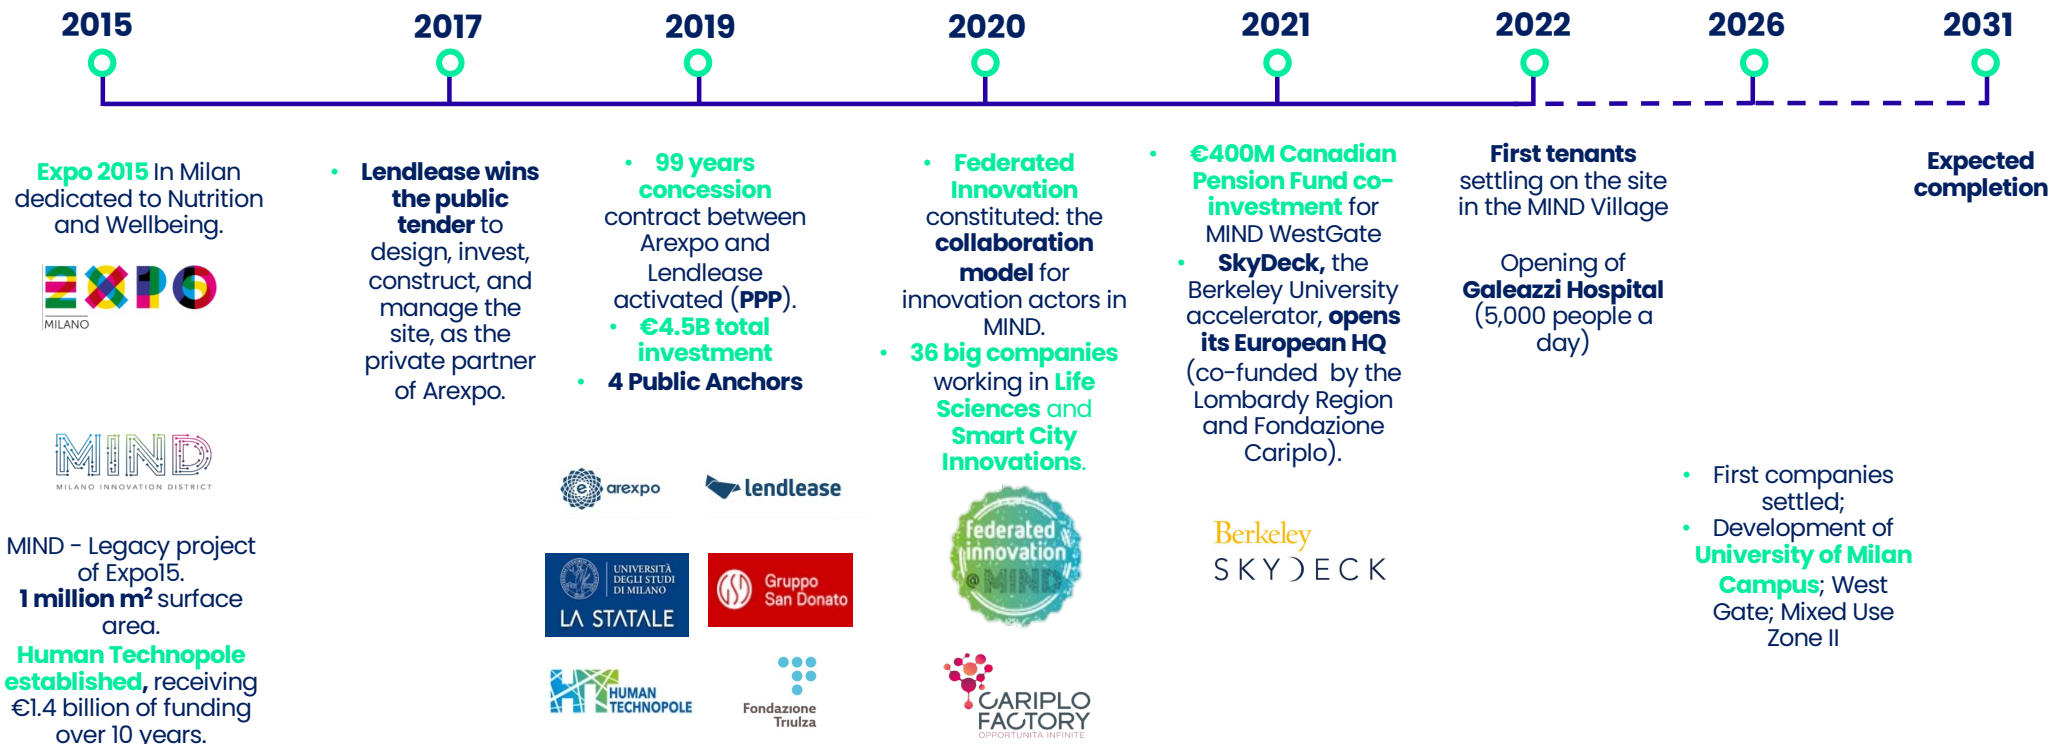 2015
2017
2019
2020
2021
2022
2026
2031
Expo 2015 In Milan
dedicated to Nutrition
and Wellbeing.
EXPO
MILANO
MIND
MILANO INNOVATION DISTRICT
MIND - Legacy project
of Expo15.
1 million m² surface
area.
Human Technopole
established, receiving
€1.4 billion of funding
over 10 years.
• Lendlease wins
the public
tender to
design, invest,
construct, and
manage the
site, as the
private partner
of Arexpo.
• 99 years
concession
contract between
Arexpo and
Lendlease
activated (PPP).
• €4.5B total
investment
• 4 Public Anchors
e arexpo
lendlease
UNIVERSITÀ
DEGLI STUDI
DI MILANO
LA STATALE
GSD Gruppo
San Donato
HT HUMAN
TECHNOPOLE
Fondazione
Triulza
• Federated
Innovation
constituted: the
collaboration
model for
innovation actors in
MIND.
• 36 big companies
working in Life
Sciences and
Smart City
Innovations.
federated
innovation
@ MIND
CARIPLO
FACTORY
OPPORTUNITÀ INFINITE
• €400M Canadian
Pension Fund co-
investment for
MIND WestGate
• SkyDeck, the
Berkeley University
accelerator, opens
its European HQ
(co-funded by the
Lombardy Region
and Fondazione
Cariplo).
Berkeley
SKYDECK
First tenants
settling on the site
in the MIND Village
Opening of
Galeazzi Hospital
(5,000 people a
day)
• First companies
settled;
• Development of
University of Milan
Campus; West
Gate; Mixed Use
Zone II
Expected
completion